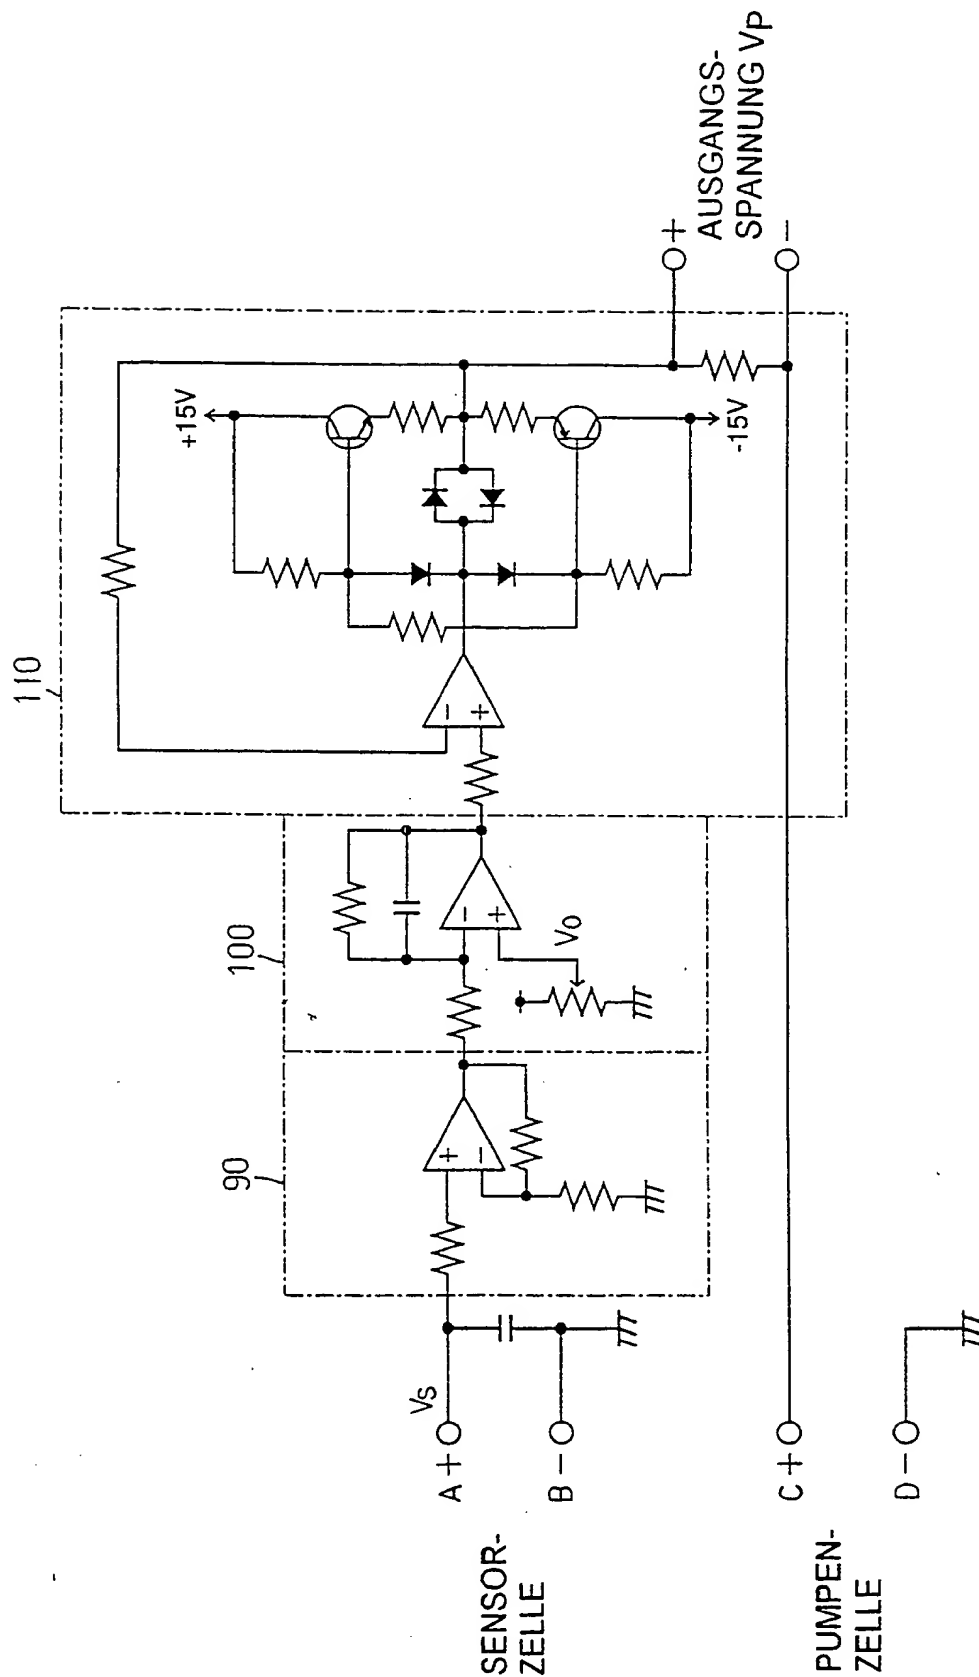 110
100
90
+15V
-15V
AUSGANGS-
SPANNUNG VP
+
-
-
+
-
+
VO
+
-
VS
A +
B -
SENSOR-
ZELLE
C +
D -
PUMPEN-
ZELLE